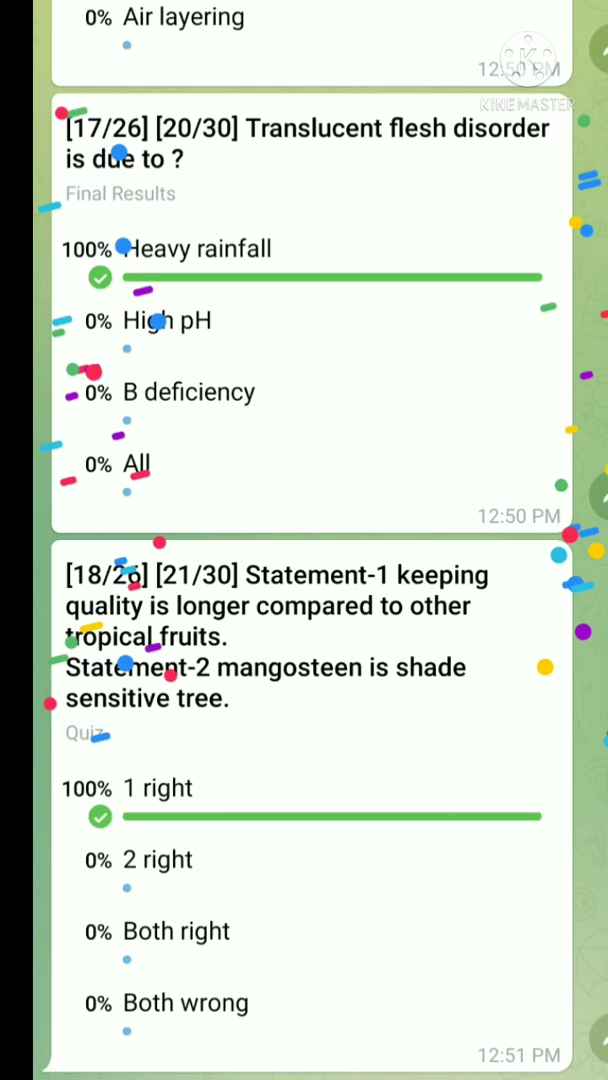 0% Air layering
12:50 PM
KINEMASTER
[17/26] [20/30] Translucent flesh disorder
is due to ?
Final Results
100% Heavy rainfall
0% High pH
0% B deficiency
0% All
12:50 PM
[18/26] [21/30] Statement-1 keeping
quality is longer compared to other
tropical fruits.
Statement-2 mangosteen is shade
sensitive tree.
Quiz
100% 1 right
0% 2 right
0% Both right
0% Both wrong
12:51 PM